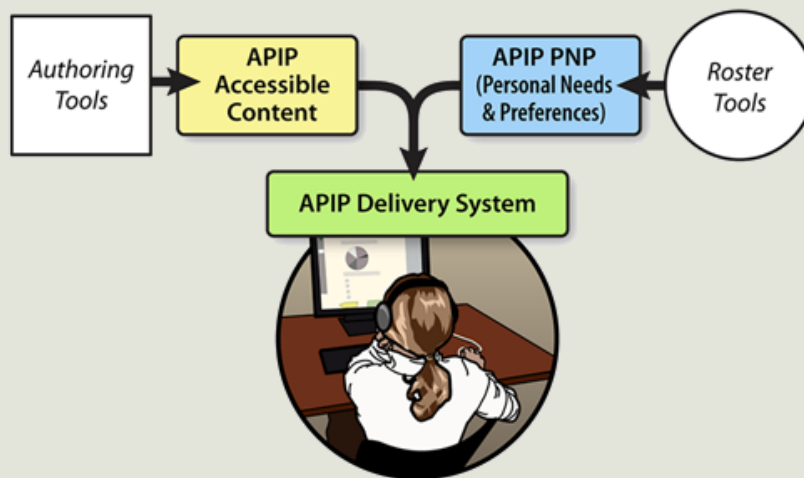 Authoring
Tools
APIP
Accessible
Content
APIP PNP
(Personal Needs
& Preferences)
Roster
Tools
APIP Delivery System